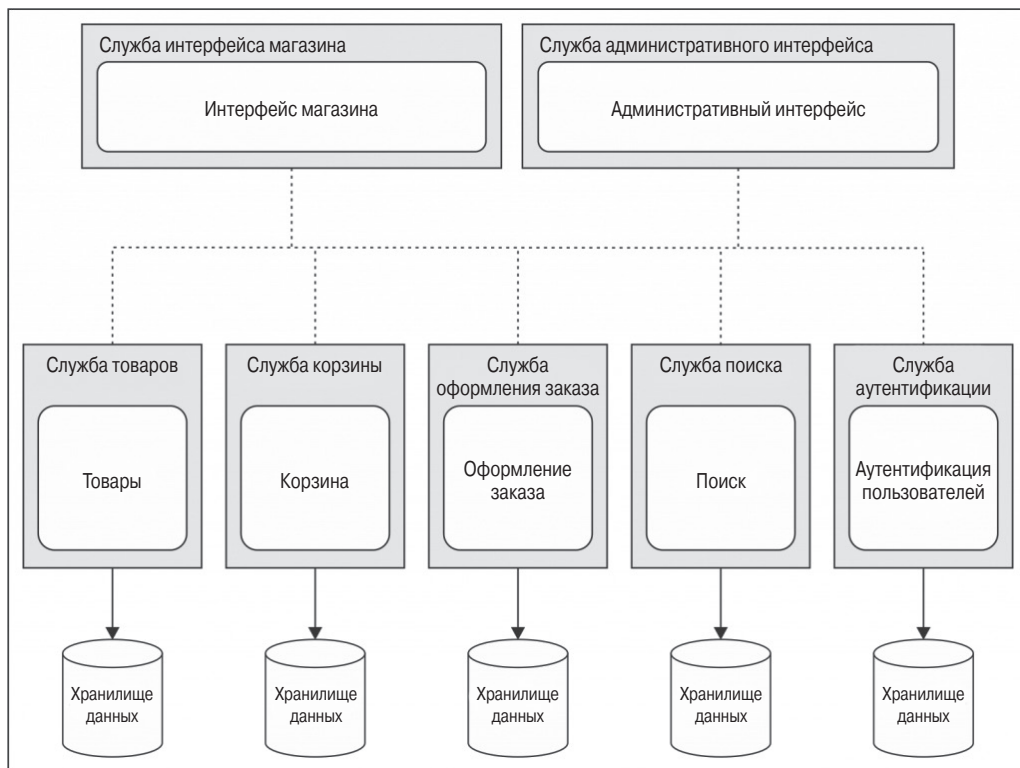 Служба интерфейса магазина
Интерфейс магазина
Служба административного интерфейса
Административный интерфейс
Служба товаров
Товары
Служба корзины
Корзина
Служба
оформления заказа
Оформление
заказа
Служба поиска
Поиск
Служба
аутентификации
Аутентификация
пользователей
Хранилище
данных
Хранилище
данных
Хранилище
данных
Хранилище
данных
Хранилище
данных